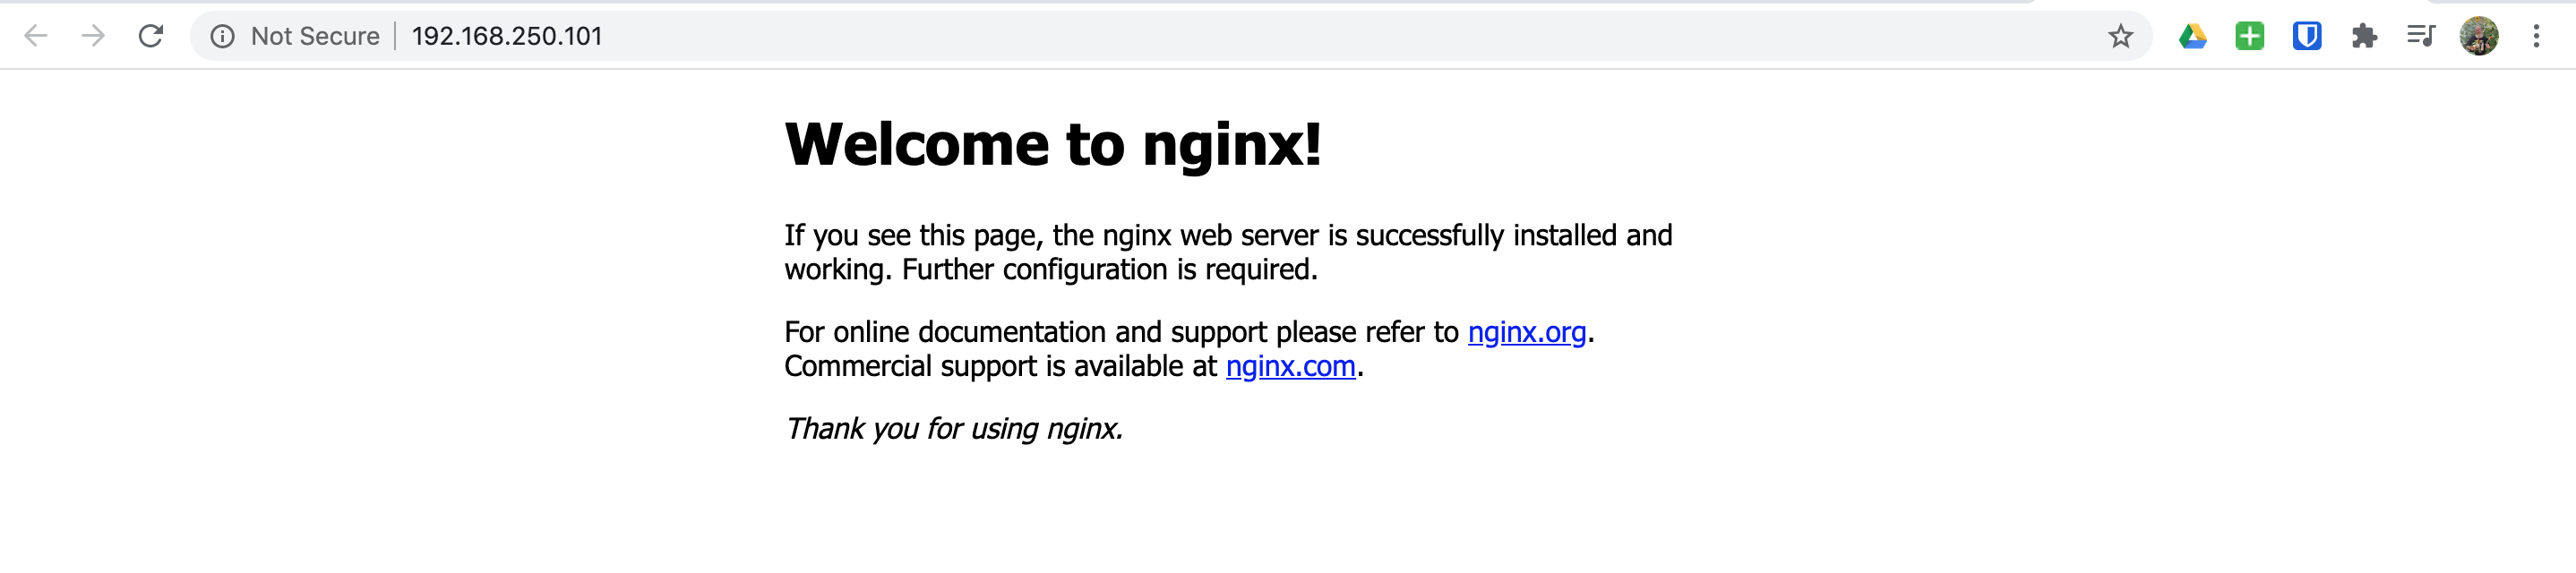 Not Secure | 192.168.250.101
Welcome to nginx!
If you see this page, the nginx web server is successfully installed and
working. Further configuration is required.
For online documentation and support please refer to nginx.org.
Commercial support is available at nginx.com.
Thank you for using nginx.